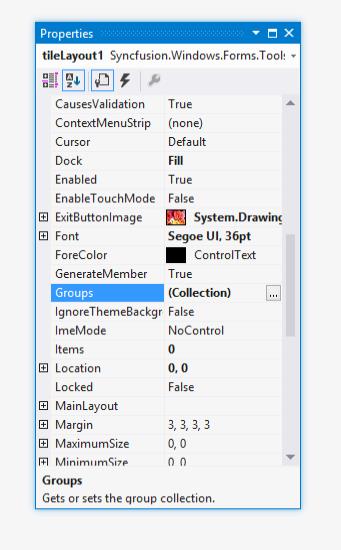 Properties
tileLayout1 Syncfusion.Windows.Forms.Tools
CausesValidation True
ContextMenuStrip (none)
Cursor Default
Dock Fill
Enabled True
EnableTouchMode False
ExitButtonImage System.Drawing
Font Segoe UI, 36pt
ForeColor ControlText
GenerateMember True
Groups (Collection) ...
IgnoreThemeBackgr False
ImeMode NoControl
Items 0
Location 0, 0
Locked False
MainLayout
Margin 3, 3, 3, 3
MaximumSize 0, 0
MinimumSize 0, 0
Groups
Gets or sets the group collection.